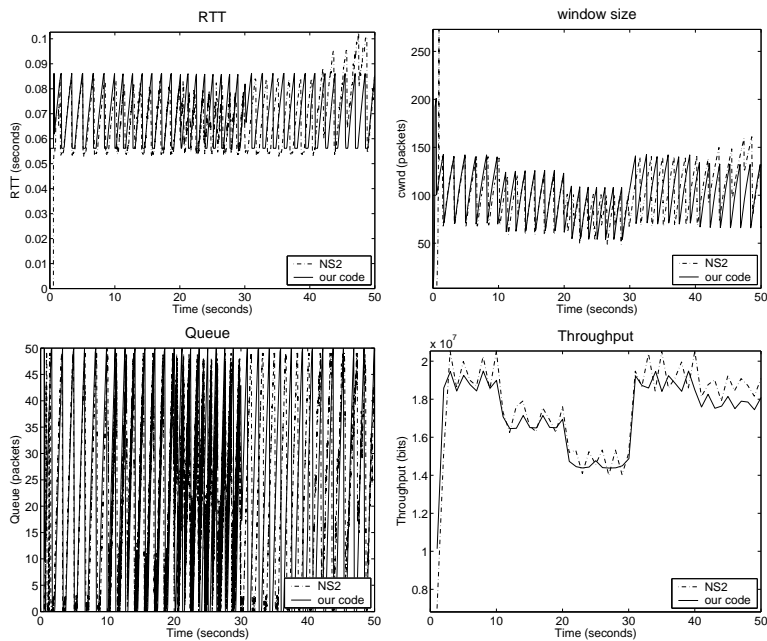 RTT
0.1
0.09
0.08
0.07
0.06
0.05
0.04
0.03
0.02
0.01
0
RTT (seconds)
0 10 20 30 40 50
Time (seconds)
NS2
our code
window size
250
200
150
100
50
cwnd (packets)
0 10 20 30 40 50
Time (seconds)
NS2
our code
Queue
50
45
40
35
30
25
20
15
10
5
0
Queue (packets)
0 10 20 30 40 50
Time (seconds)
NS2
our code
Throughput
x 10^7
2
1.8
1.6
1.4
1.2
1
0.8
Throughput (bits)
0 10 20 30 40 50
Time (seconds)
NS2
our code